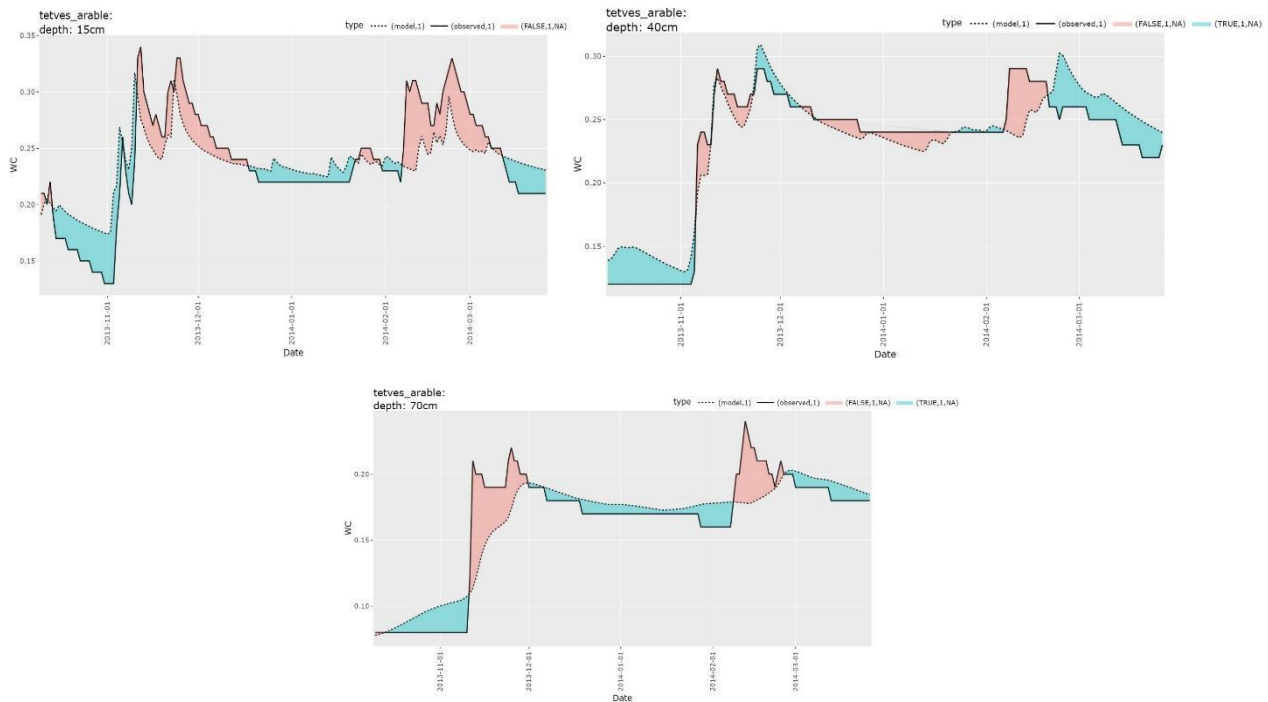 tetves_arable:
depth: 15cm
type (model,1) (observed,1) (FALSE,1,NA) (TRUE,1,NA)
0.35
0.30
0.25
0.20
0.15
WC
2013-11-01 2013-12-01 2014-01-01 2014-02-01 2014-03-01
Date
tetves_arable:
depth: 40cm
type (model,1) (observed,1) (FALSE,1,NA) (TRUE,1,NA)
0.30
0.25
0.20
0.15
WC
2013-11-01 2013-12-01 2014-01-01 2014-02-01 2014-03-01
Date
tetves_arable:
depth: 70cm
type (model,1) (observed,1) (FALSE,1,NA) (TRUE,1,NA)
0.20
0.15
0.10
WC
2013-11-01 2013-12-01 2014-01-01 2014-02-01 2014-03-01
Date